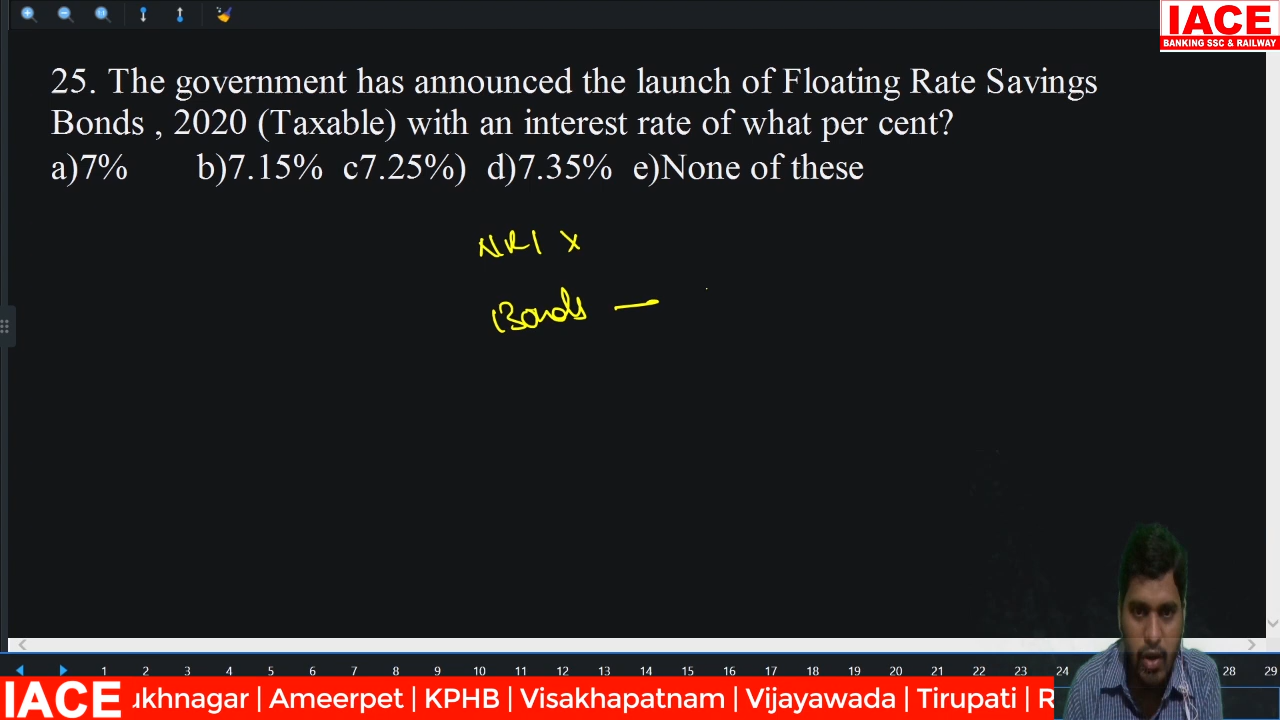 IACE
BANKING SSC & RAILWAY
25. The government has announced the launch of Floating Rate Savings
Bonds , 2020 (Taxable) with an interest rate of what per cent?
a)7% b)7.15% c7.25%) d)7.35% e)None of these
NRI X
Bonds —
1 2 3 4 5 6 7 8 9 10 11 12 13 14 15 16 17 18 19 20 21 22 23 24 28 29
IACE ukhnagar | Ameerpet | KPHB | Visakhapatnam | Vijayawada | Tirupati | R